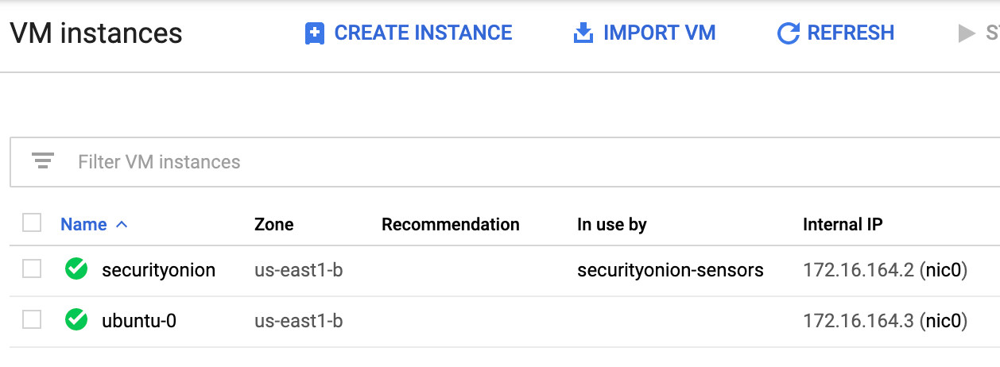 VM instances CREATE INSTANCE IMPORT VM REFRESH
Filter VM instances
Name Zone Recommendation In use by Internal IP
securityonion us-east1-b securityonion-sensors 172.16.164.2 (nic0)
ubuntu-0 us-east1-b 172.16.164.3 (nic0)